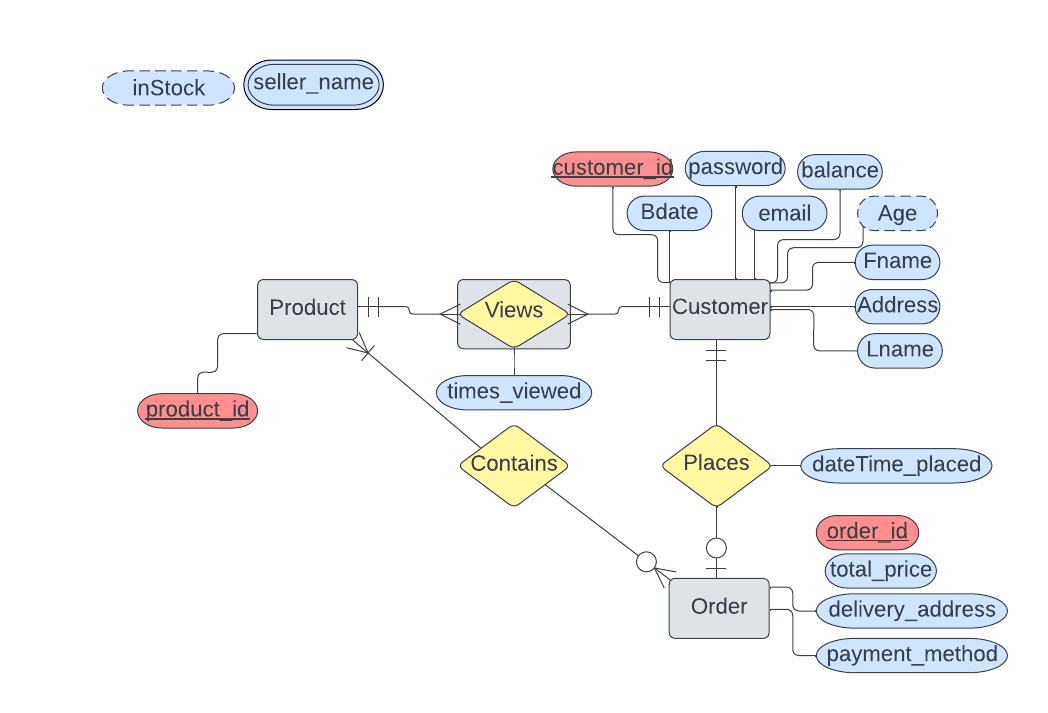 inStock
seller_name
customer_id
password
balance
Bdate
email
Age
Fname
Product
Views
Customer
Address
Lname
times_viewed
product_id
Contains
Places
dateTime_placed
order_id
total_price
Order
delivery_address
payment_method